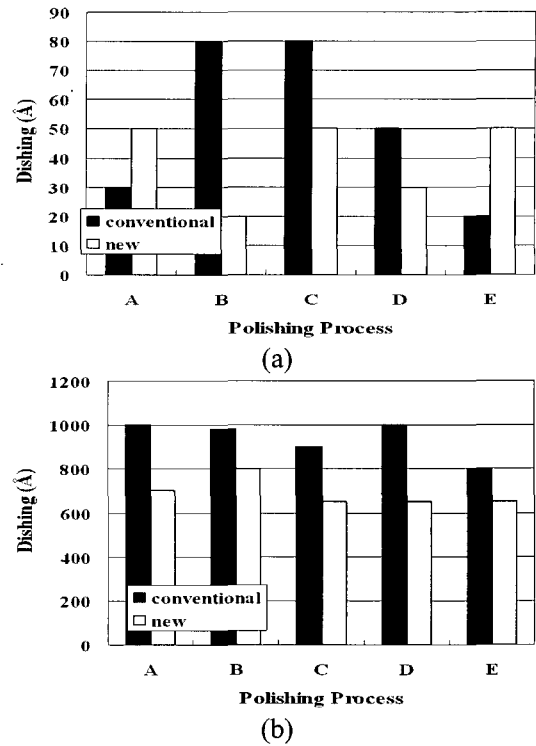 90
80
70
60
50
40
30
20
10
0
Dishing (Å)
conventional
new
A B C D E
Polishing Process
(a)
1200
1000
800
600
400
200
0
Dishing (Å)
conventional
new
A B C D E
Polishing Process
(b)